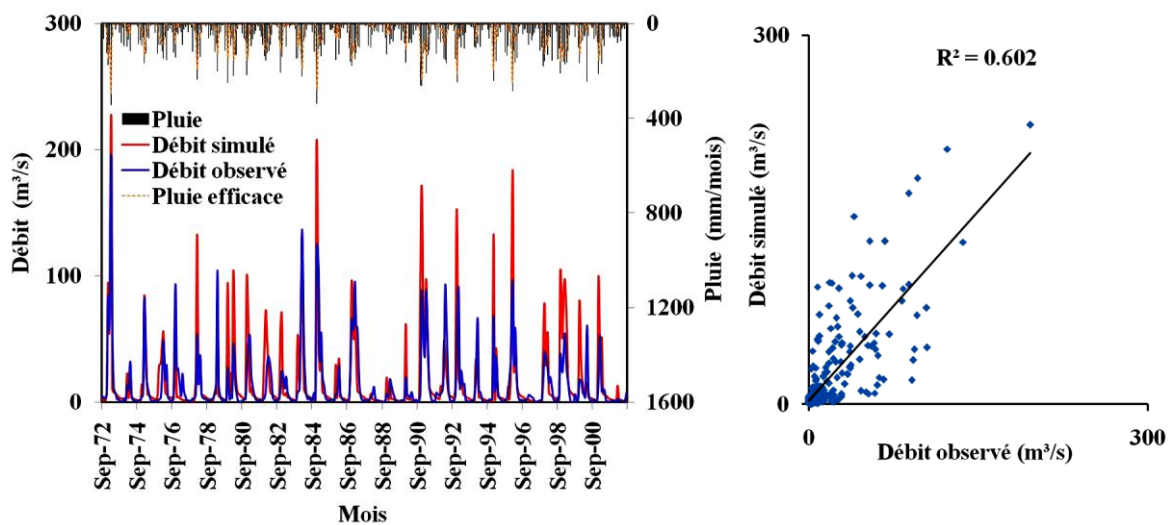 300
200
100
0
Débit (m³/s)
Pluie
Débit simulé
Débit observé
Pluie efficace
0
400
800
1200
1600
Pluie (mm/mois)
Sep-72
Sep-74
Sep-76
Sep-78
Sep-80
Sep-82
Sep-84
Sep-86
Sep-88
Sep-90
Sep-92
Sep-94
Sep-96
Sep-98
Sep-00
Mois
300
R² = 0.602
Débit simulé (m³/s)
0
0
300
Débit observé (m³/s)